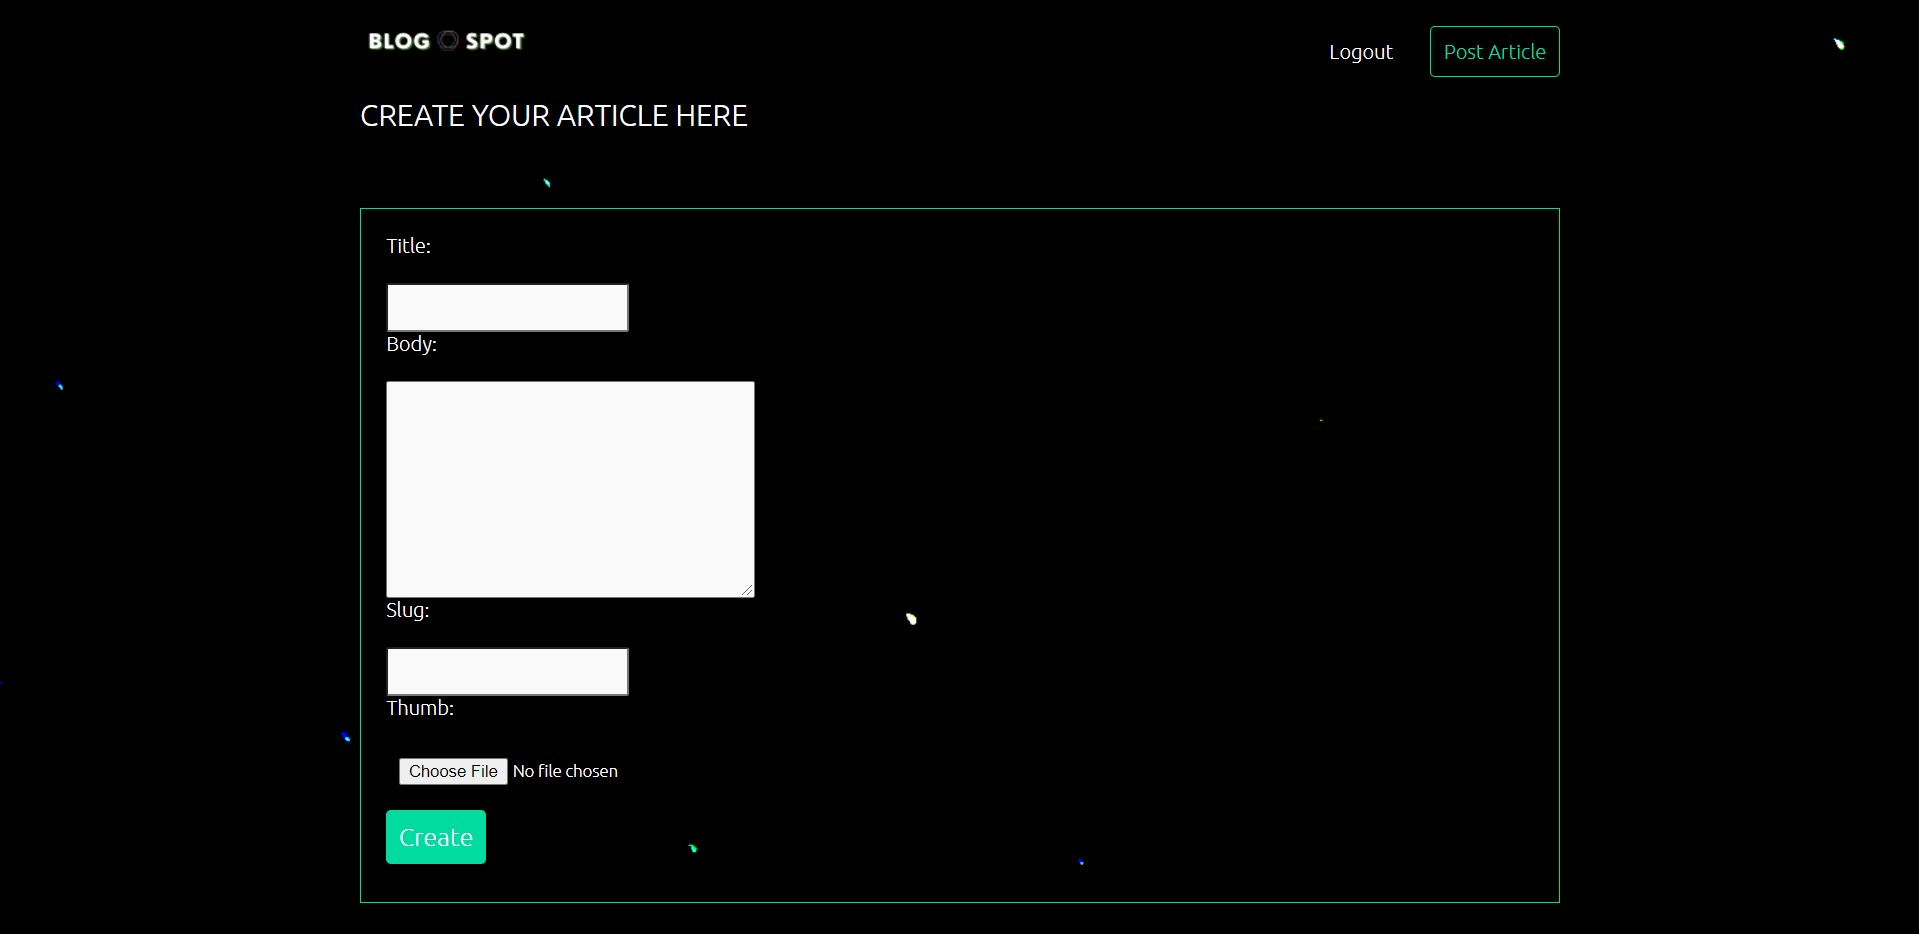 BLOG SPOT
Logout
Post Article
CREATE YOUR ARTICLE HERE
Title:
Body:
Slug:
Thumb:
Choose File No file chosen
Create